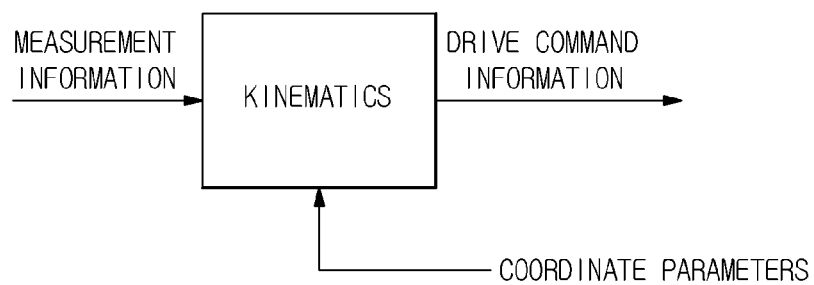 MEASUREMENT
INFORMATION
KINEMATICS
DRIVE COMMAND
INFORMATION
COORDINATE PARAMETERS